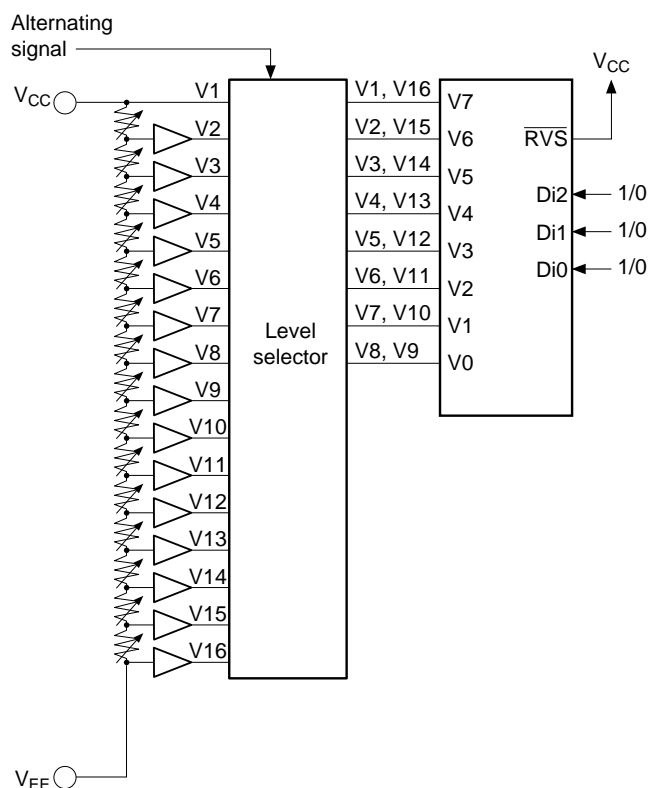 Alternating
signal
VCC
V1
V2
V3
V4
V5
V6
V7
V8
V9
V10
V11
V12
V13
V14
V15
V16
VEE
Level
selector
V1, V16
V2, V15
V3, V14
V4, V13
V5, V12
V6, V11
V7, V10
V8, V9
V7
V6
V5
V4
V3
V2
V1
V0
VCC
RVS
Di2
1/0
Di1
1/0
Di0
1/0